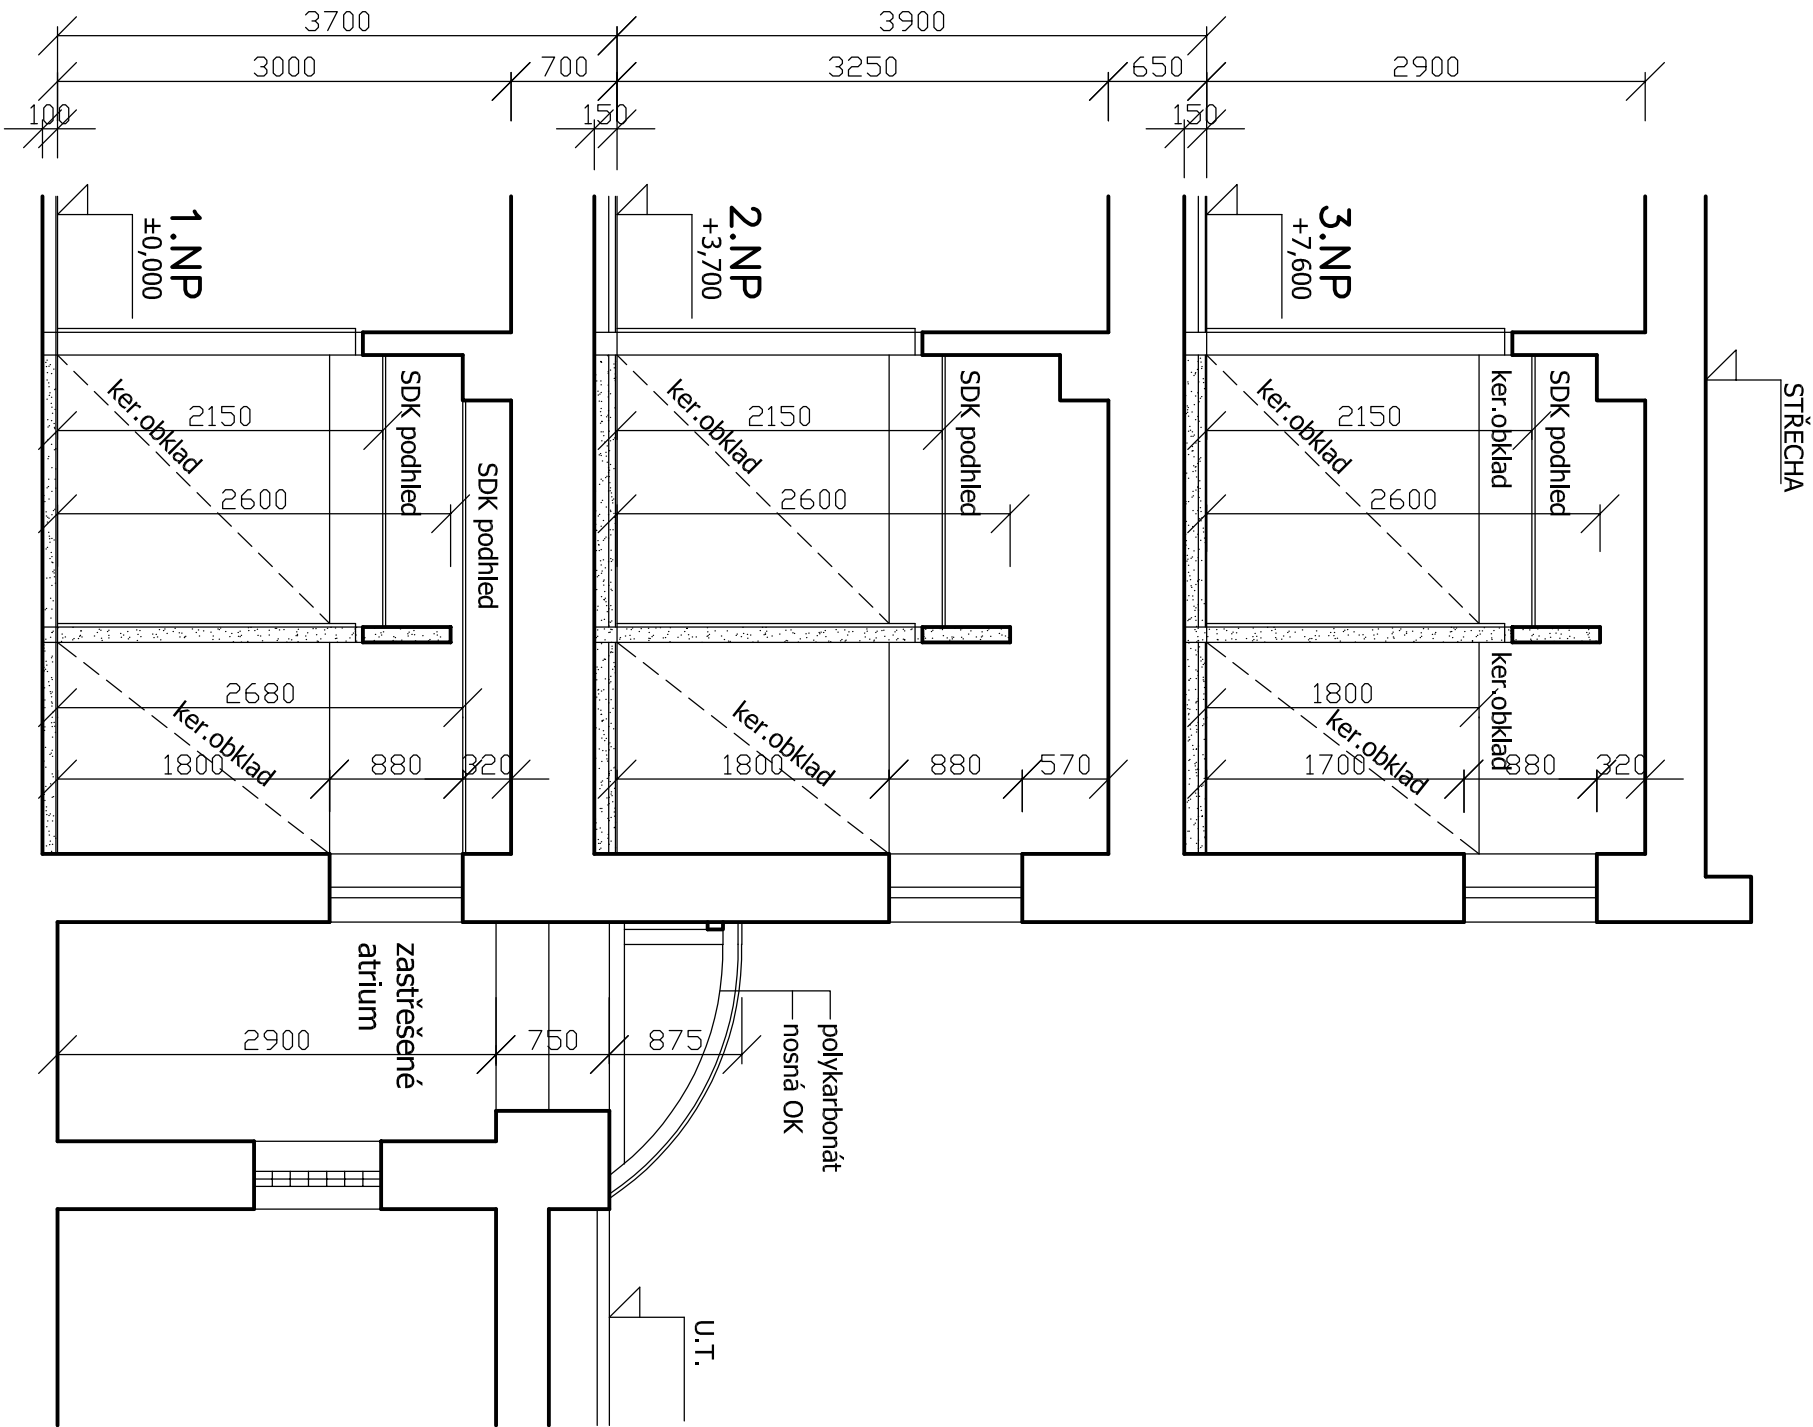 3700
3900
3000
700
3250
650
2900
100
150
150
1.NP
±0,000
2.NP
+3,700
3.NP
+7,600
STŘECHA
SDK podhled
SDK podhled
SDK podhled
SDK podhled
ker.obklad
ker.obklad
ker.obklad
ker.obklad
2150
2150
2150
2600
2600
2600
2680
1800
ker.obklad
ker.obklad
ker.obklad
ker.obklad
1800
880
320
1800
880
570
1700
880
320
zastřešené
atrium
2900
750
875
polykarbonát
nosná OK
U.T.